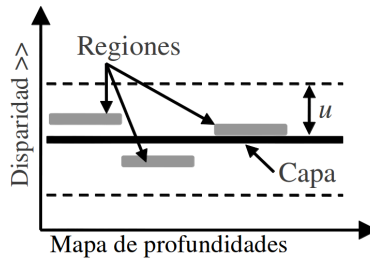 Regiones
Disparidad >>
u
Capa
Mapa de profundidades